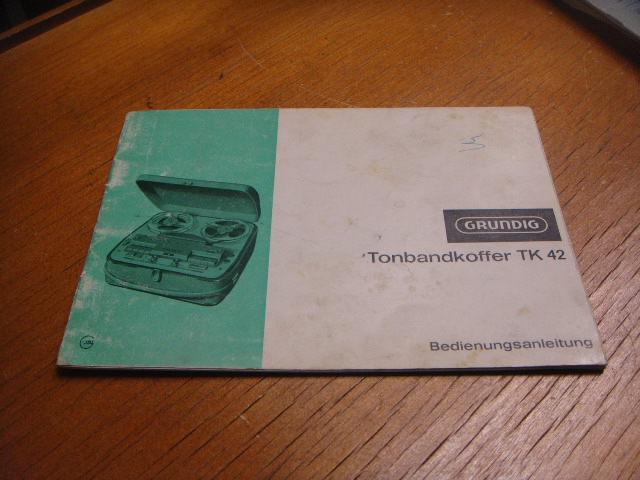 GRUNDIG
Tonbandkoffer TK 42
Bedienungsanleitung